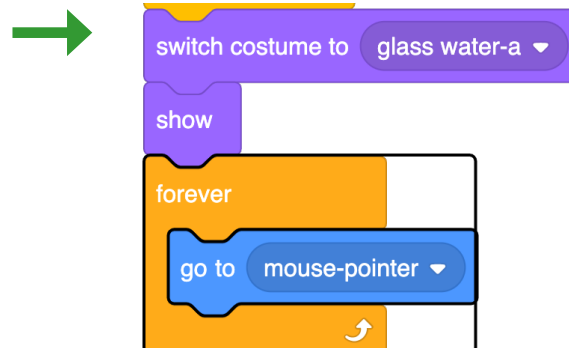 switch costume to glass water-a
show
forever
go to mouse-pointer